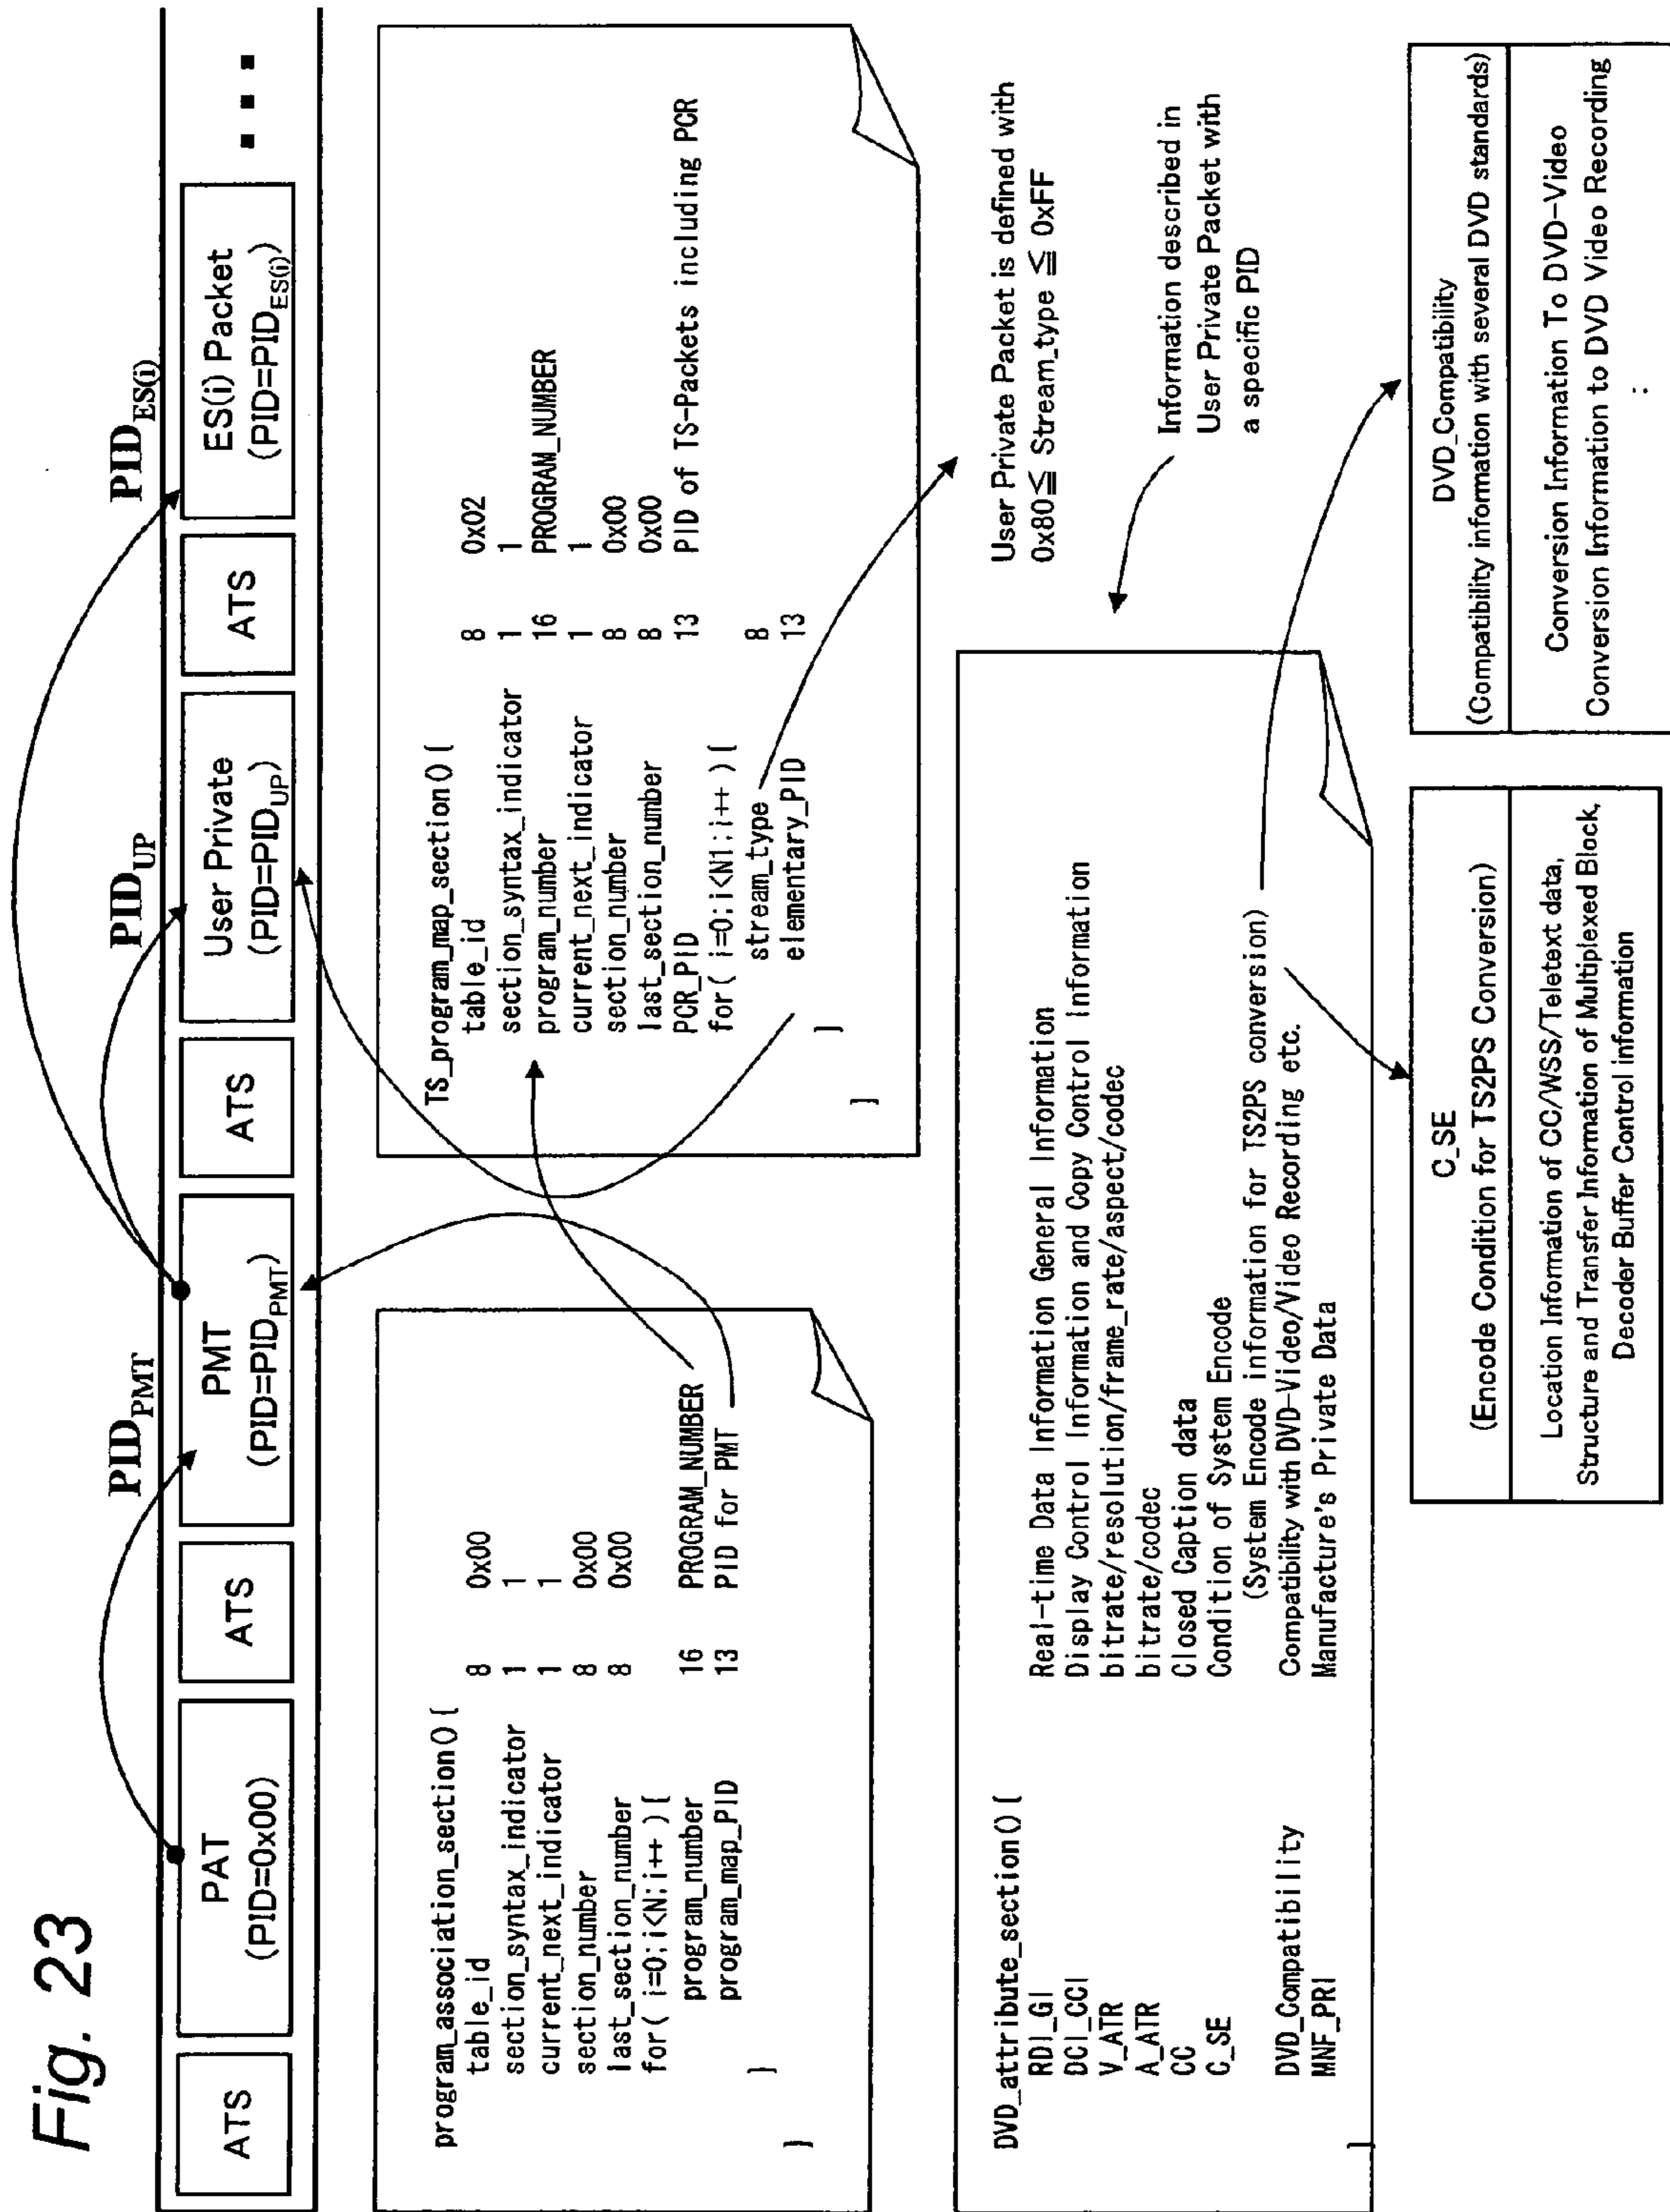 Fig. 23
PID_PMT
PID_UP
PID_ES(i)
ATS
PAT
(PID=0x00)
ATS
PMT
(PID=PID_PMT)
ATS
User Private
(PID=PID_UP)
ATS
ES(i) Packet
(PID=PID_ES(i))
▪ ▪ ▪
program_association_section(){
table_id 8 0x00
section_syntax_indicator 1 1
current_next_indicator 1 1
section_number 8 0x00
last_section_number 8 0x00
for( i=0;i<N;i++ ){
program_number 16 PROGRAM_NUMBER
program_map_PID 13 PID for PMT
}
}
TS_program_map_section(){
table_id 8 0x02
section_syntax_indicator 1 1
program_number 16 PROGRAM_NUMBER
current_next_indicator 1 1
section_number 8 0x00
last_section_number 8 0x00
PCR_PID 13 PID of TS-Packets including PCR
for( i=0;i<N1;i++ ){
stream_type 8
elementary_PID 13
}
}
User Private Packet is defined with
0x80≦ Stream_type ≦ 0xFF
Information described in
User Private Packet with
a specific PID
DVD_attribute_section(){
RDI_GI Real-time Data Information General Information
DCI_CCI Display Control Information and Copy Control Information
V_ATR bitrate/resolution/frame_rate/aspect/codec
A_ATR bitrate/codec
CC Closed Caption data
C_SE Condition of System Encode
(System Encode information for TS2PS conversion)
DVD_Compatibility Compatibility with DVD-Video/Video Recording etc.
MNF_PRI Manufacture's Private Data
}
C_SE
(Encode Condition for TS2PS Conversion)
Location Information of CC/WSS/Teletext data,
Structure and Transfer Information of Multiplexed Block,
Decoder Buffer Control information
DVD_Compatibility
(Compatibility information with several DVD standards)
Conversion Information To DVD-Video
Conversion Information to DVD Video Recording
: